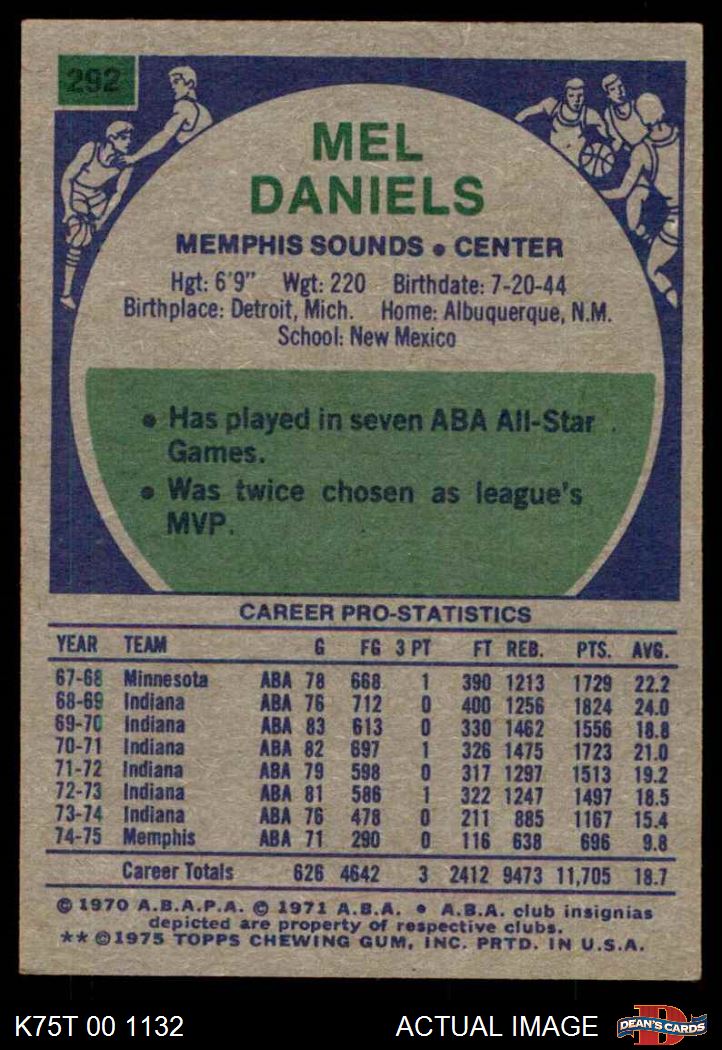 292
MEL
DANIELS
MEMPHIS SOUNDS • CENTER
Hgt: 6'9" Wgt: 220 Birthdate: 7-20-44
Birthplace: Detroit, Mich. Home: Albuquerque, N.M.
School: New Mexico
• Has played in seven ABA All-Star
Games.
• Was twice chosen as league's
MVP.
CAREER PRO-STATISTICS
YEAR TEAM G FG 3 PT FT REB. PTS. AVG.
67-68 Minnesota ABA 78 668 1 390 1213 1729 22.2
68-69 Indiana ABA 76 712 0 400 1256 1824 24.0
69-70 Indiana ABA 83 613 0 330 1462 1556 18.8
70-71 Indiana ABA 82 697 1 326 1475 1723 21.0
71-72 Indiana ABA 79 598 0 317 1297 1513 19.2
72-73 Indiana ABA 81 586 1 322 1247 1497 18.5
73-74 Indiana ABA 76 478 0 211 885 1167 15.4
74-75 Memphis ABA 71 290 0 116 638 696 9.8
Career Totals 626 4642 3 2412 9473 11,705 18.7
© 1970 A.B.A.P.A. © 1971 A.B.A. • A.B.A. club insignias
depicted are property of respective clubs.
** ©1975 TOPPS CHEWING GUM, INC. PRTD. IN U.S.A.
K75T 00 1132 ACTUAL IMAGE D DEAN'S CARDS